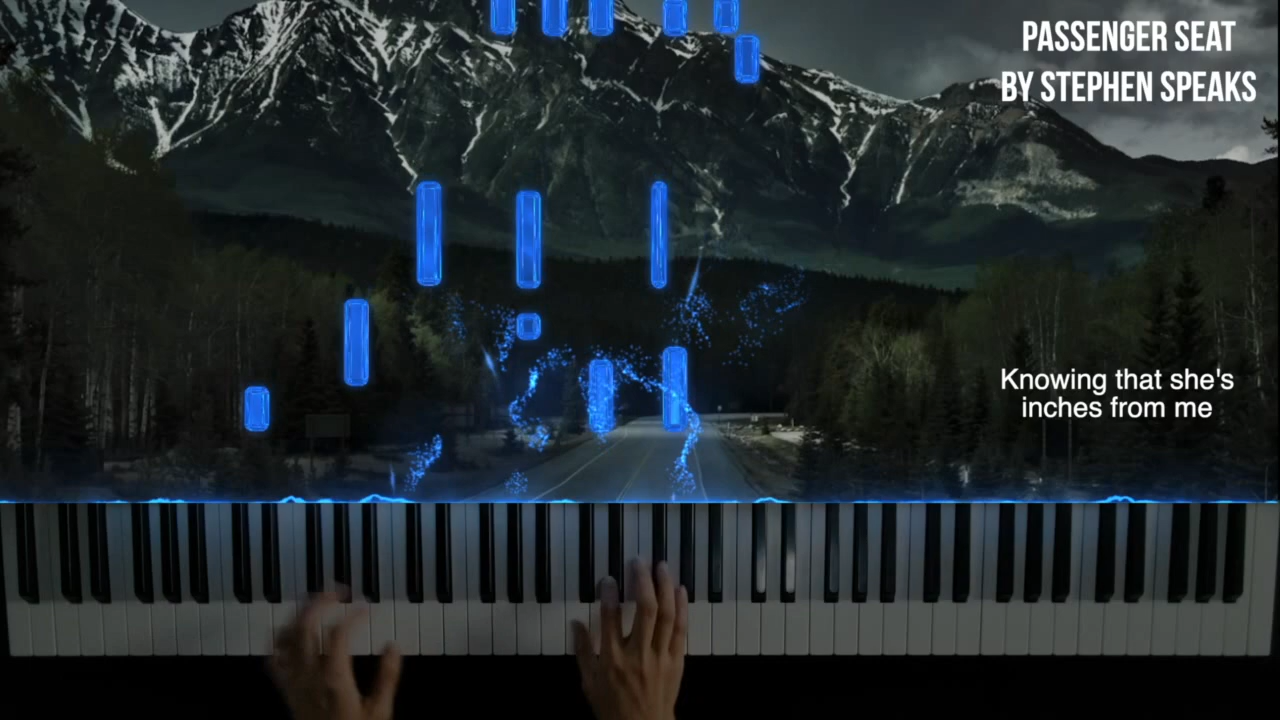 PASSENGER SEAT
BY STEPHEN SPEAKS
Knowing that she's
inches from me